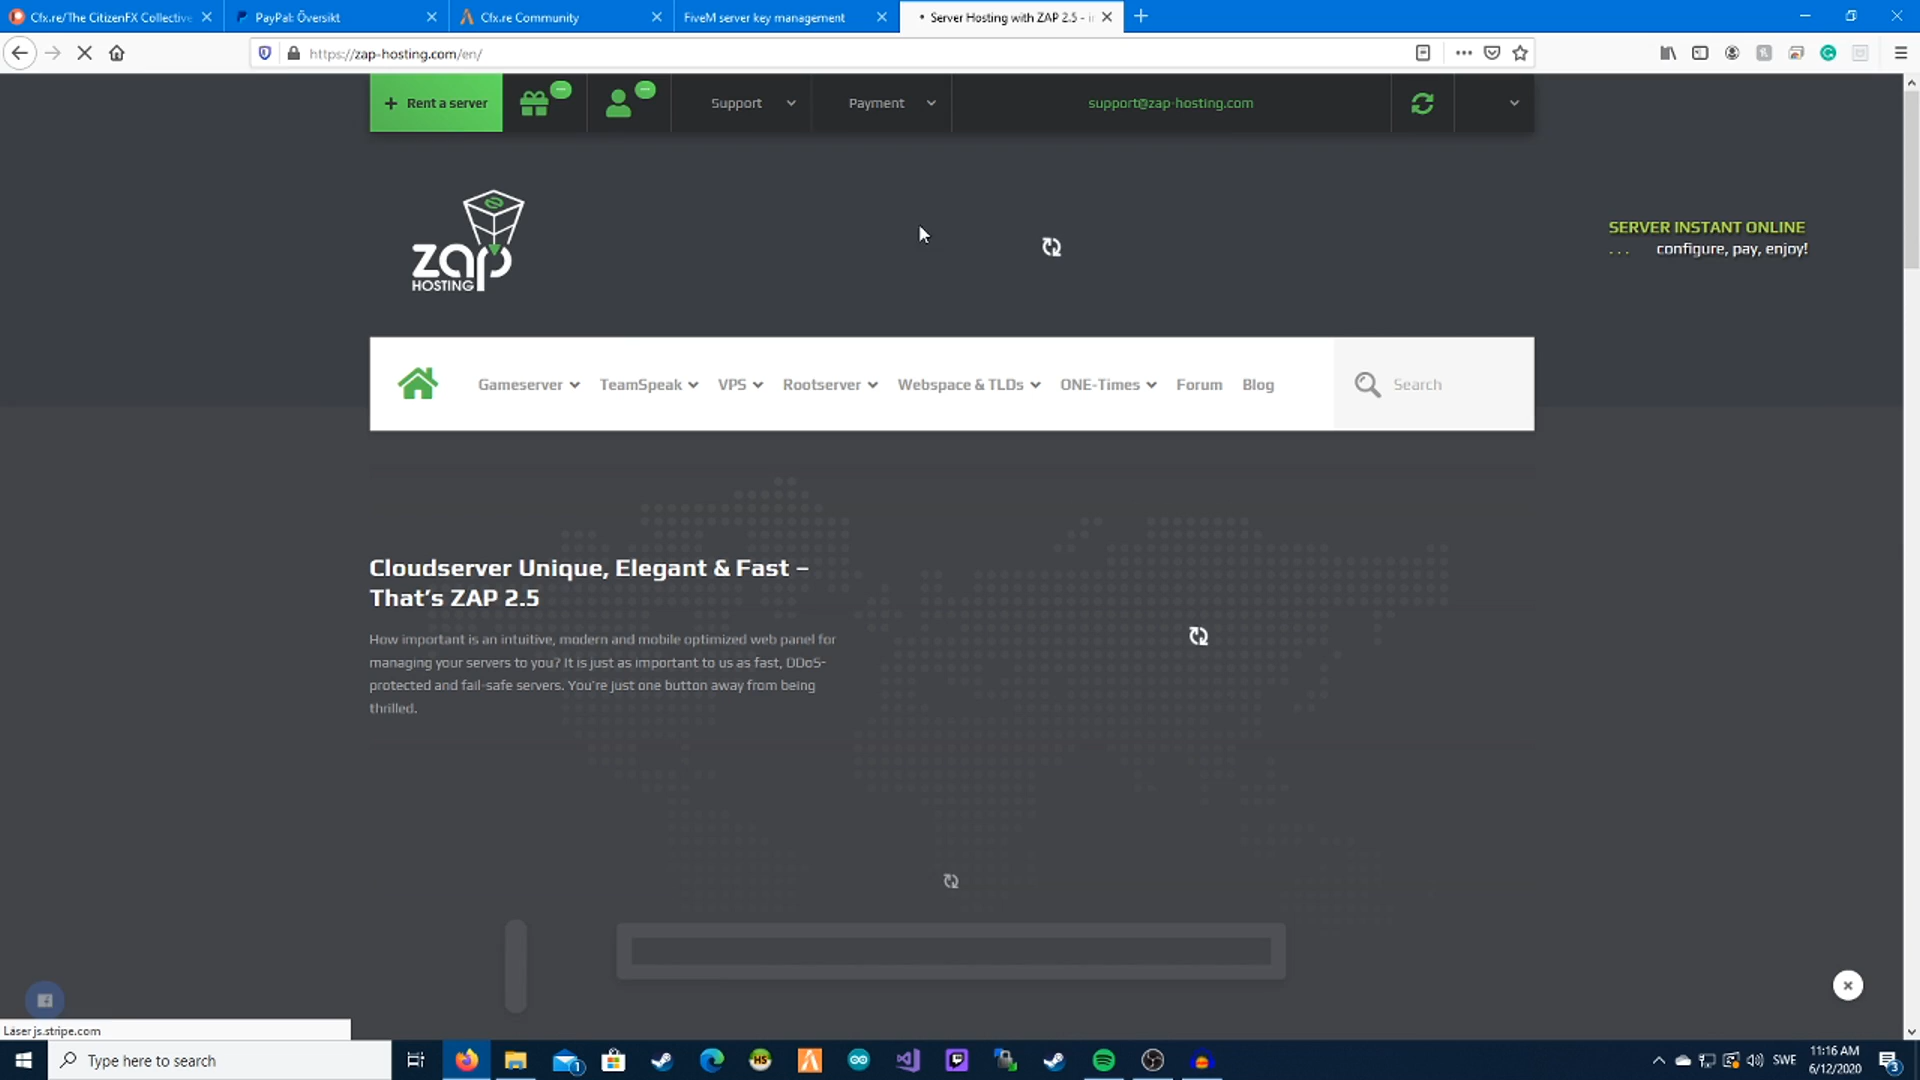 Cfx.re/The CitizenFX Collective
PayPal: Översikt
Cfx.re Community
FiveM server key management
Server Hosting with ZAP 2.5 - i
https://zap-hosting.com/en/
Rent a server
Support
Payment
support@zap-hosting.com
zap
HOSTING
SERVER INSTANT ONLINE
. . . configure, pay, enjoy!
Gameserver
TeamSpeak
VPS
Rootserver
Webspace & TLDs
ONE-Times
Forum
Blog
Search
Cloudserver Unique, Elegant & Fast –
That's ZAP 2.5
How important is an intuitive, modern and mobile optimized web panel for
managing your servers to you? It is just as important to us as fast, DDoS-
protected and fail-safe servers. You're just one button away from being
thrilled.
Läser js.stripe.com
Type here to search
1
HS
SWE
11:16 AM
6/12/2020
3